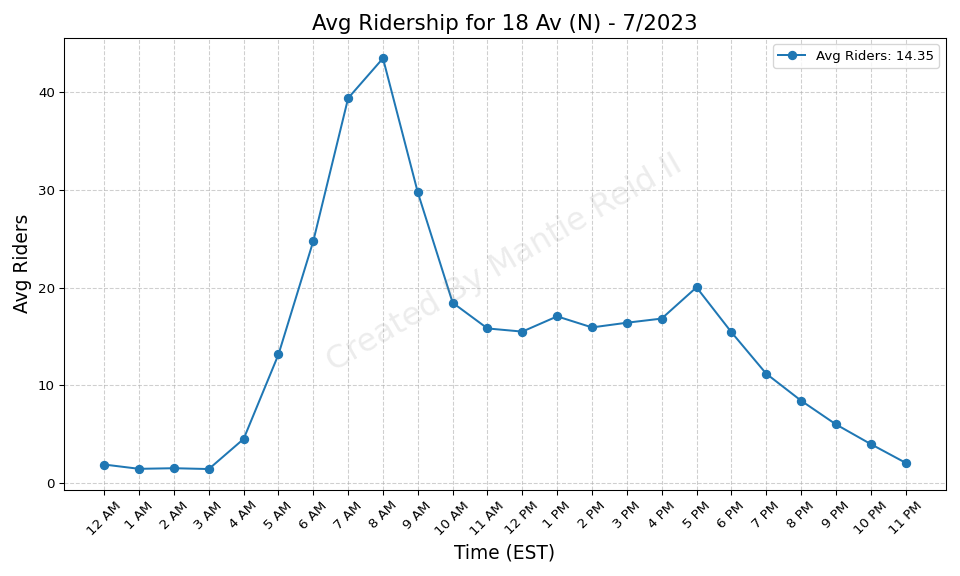 Avg Ridership for 18 Av (N) - 7/2023
Avg Riders: 14.35
Avg Riders
40
30
20
10
0
Created By Mantie Reid II
12 AM 1 AM 2 AM 3 AM 4 AM 5 AM 6 AM 7 AM 8 AM 9 AM 10 AM 11 AM 12 PM 1 PM 2 PM 3 PM 4 PM 5 PM 6 PM 7 PM 8 PM 9 PM 10 PM 11 PM
Time (EST)